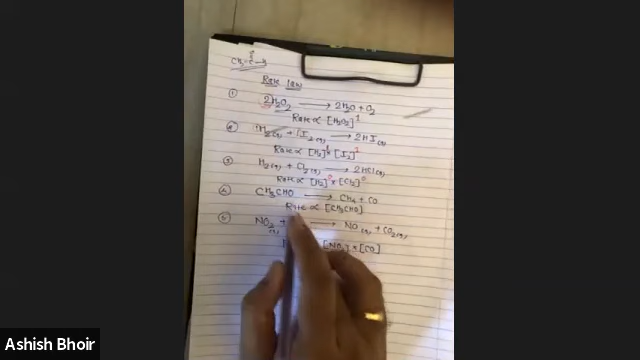 CH3-C-
Rate law
① 2H2O2 → 2H2O + O2
Rate ∝ [H2O2]^1
② H2(g) + I2(g) → 2HI(g)
Rate ∝ [H2]^1 × [I2]^1
③ H2(g) + Cl2(g) → 2HCl(g)
Rate ∝ [H2]^0 × [Cl2]^0
④ CH3CHO → CH4 + CO
Rate ∝ [CH3CHO]
⑤ NO2(g) + → NO(g) + CO2(g)
[NO2] × [CO]
Ashish Bhoir